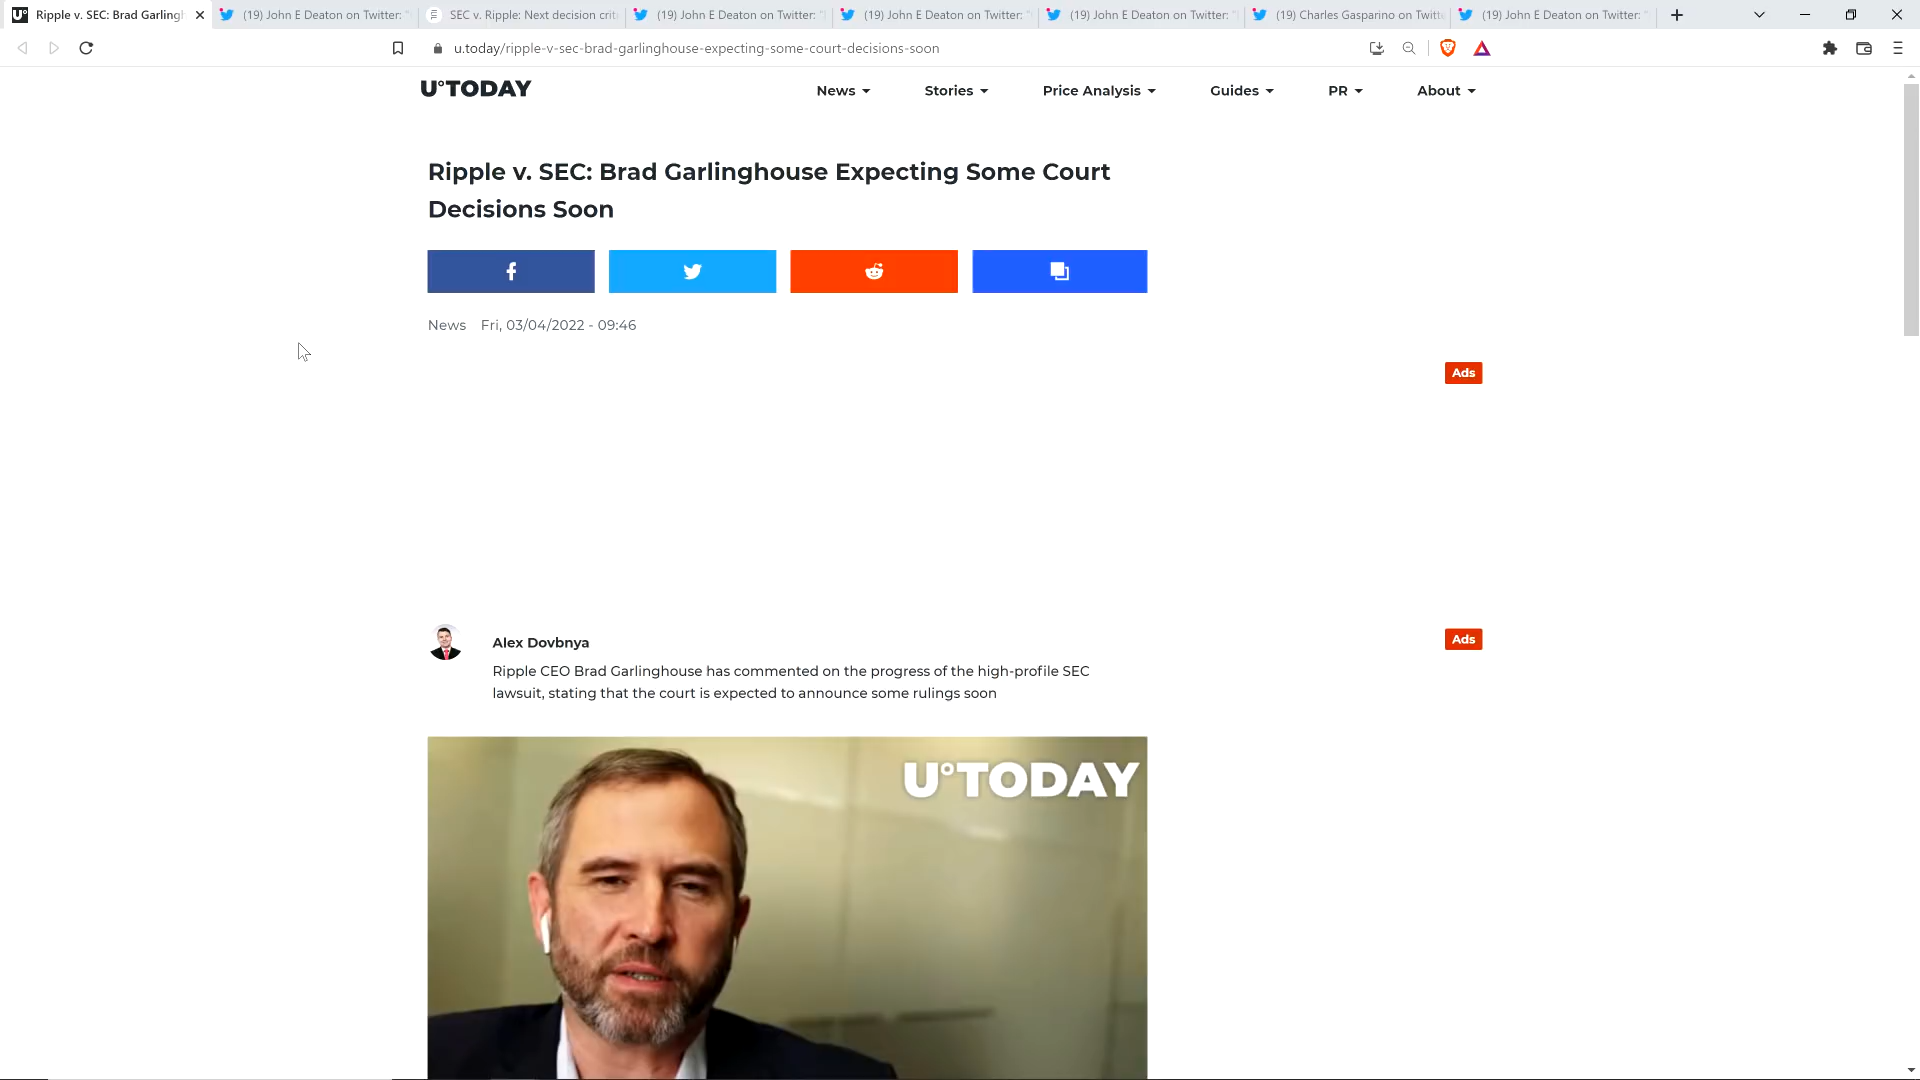 Ripple v. SEC: Brad Garlingh
(19) John E Deaton on Twitter: "
SEC v. Ripple: Next decision crit
(19) John E Deaton on Twitter: "
(19) John E Deaton on Twitter: "
(19) John E Deaton on Twitter: "
(19) Charles Gasparino on Twitt
(19) John E Deaton on Twitter: "
u.today/ripple-v-sec-brad-garlinghouse-expecting-some-court-decisions-soon
U°TODAY
News
Stories
Price Analysis
Guides
PR
About
Ripple v. SEC: Brad Garlinghouse Expecting Some Court
Decisions Soon
News Fri, 03/04/2022 - 09:46
Ads
Alex Dovbnya
Ads
Ripple CEO Brad Garlinghouse has commented on the progress of the high-profile SEC
lawsuit, stating that the court is expected to announce some rulings soon
U°TODAY